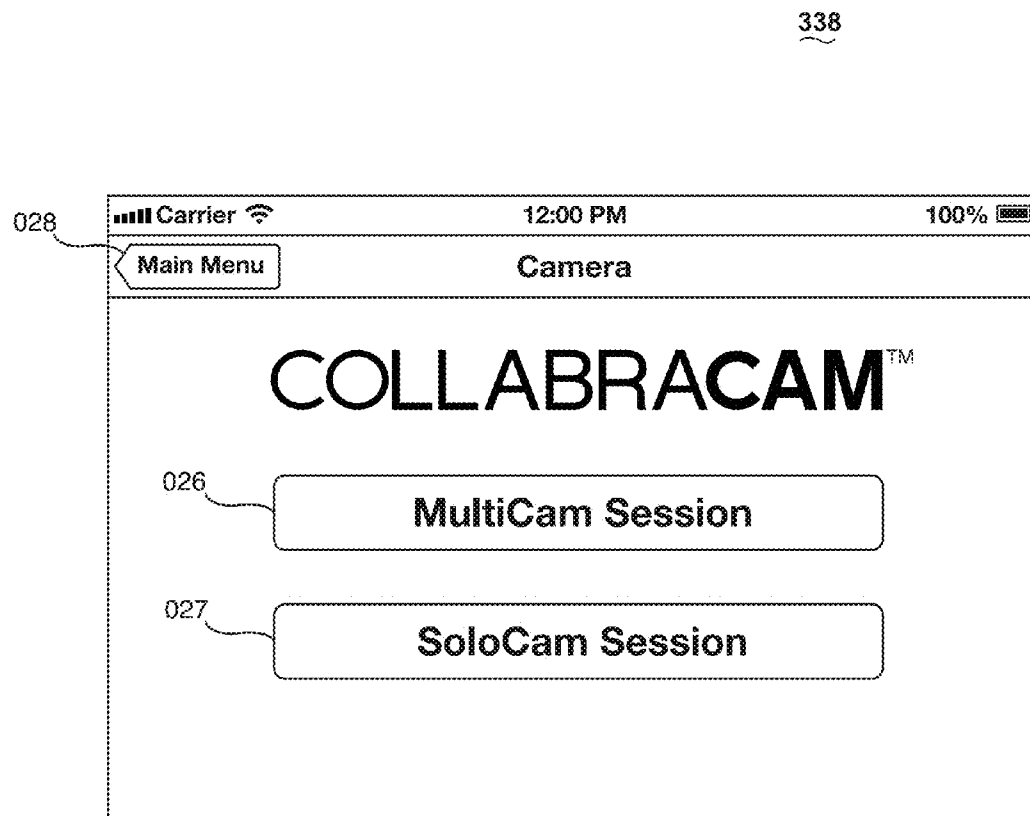 338
Carrier 12:00 PM 100%
028
Main Menu Camera
COLLABRACAM™
026
MultiCam Session
027
SoloCam Session